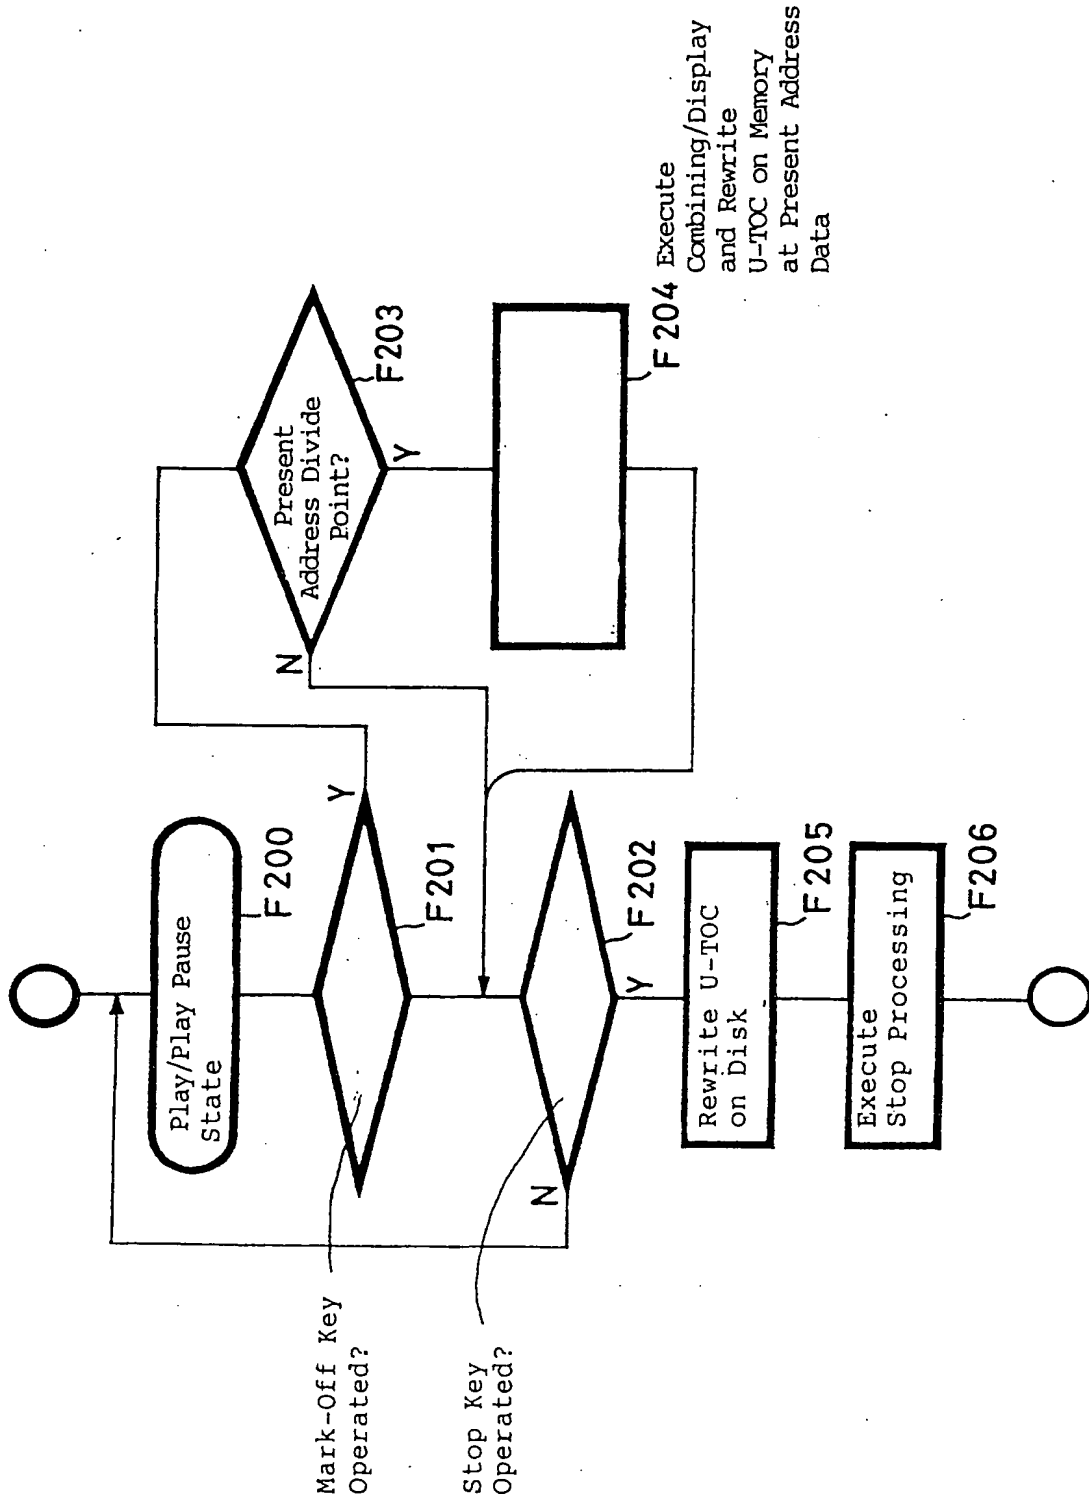 Play/Play Pause
State
F200
Mark-Off Key
Operated?
Y
F201
Present
Address Divide
Point?
F203
N
Y
F204
Execute
Combining/Display
and Rewrite
U-TOC on Memory
at Present Address
Data
Stop Key
Operated?
N
Y
F202
Rewrite U-TOC
on Disk
F205
Execute
Stop Processing
F206